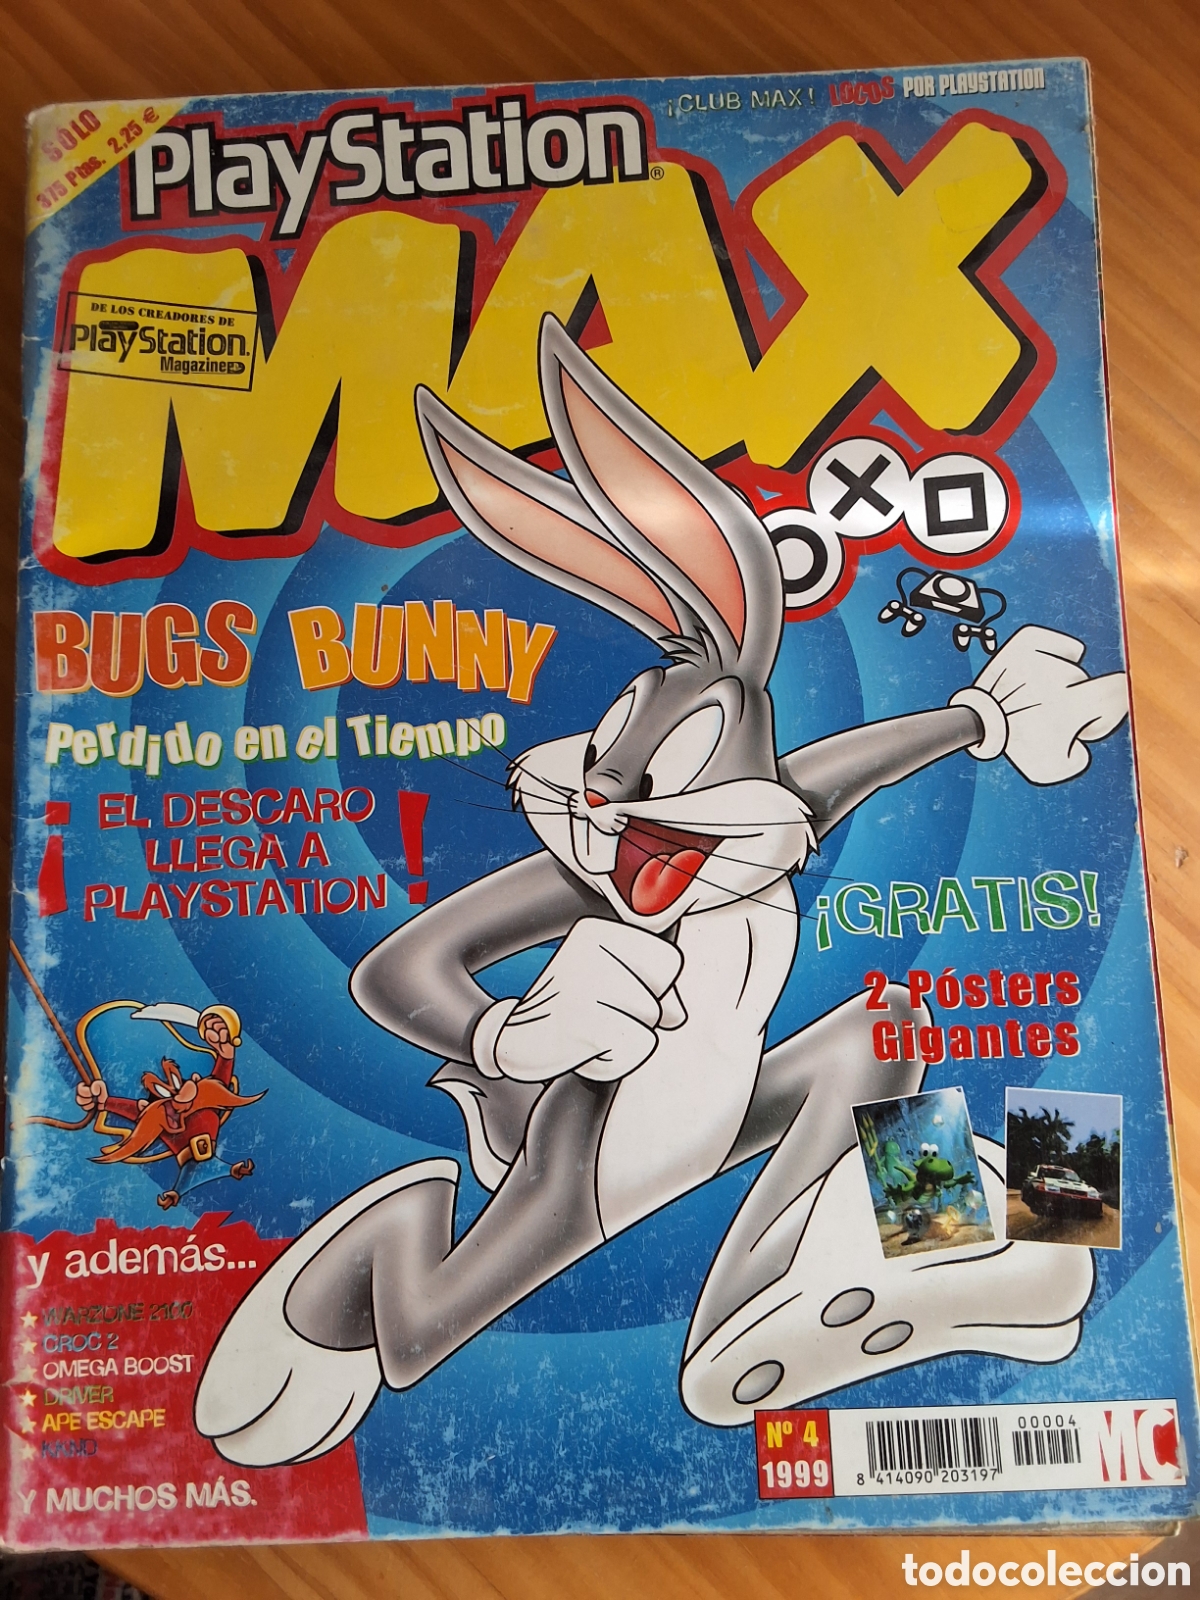 SOLO
375 Ptas. 2,25 €
¡CLUB MAX! LOCOS POR PLAYSTATION
PlayStation®
MAX
DE LOS CREADORES DE
PlayStation
Magazine
BUGS BUNNY
Perdido en el Tiempo
¡EL DESCARO
LLEGA A
PLAYSTATION!
¡GRATIS!
2 Pósters
Gigantes
y además...
WARZONE 2100
CROC 2
OMEGA BOOST
DRIVER
APE ESCAPE
KKND
Y MUCHOS MÁS.
Nº 4
1999
00004
8 414090 203197
MC
todocoleccion